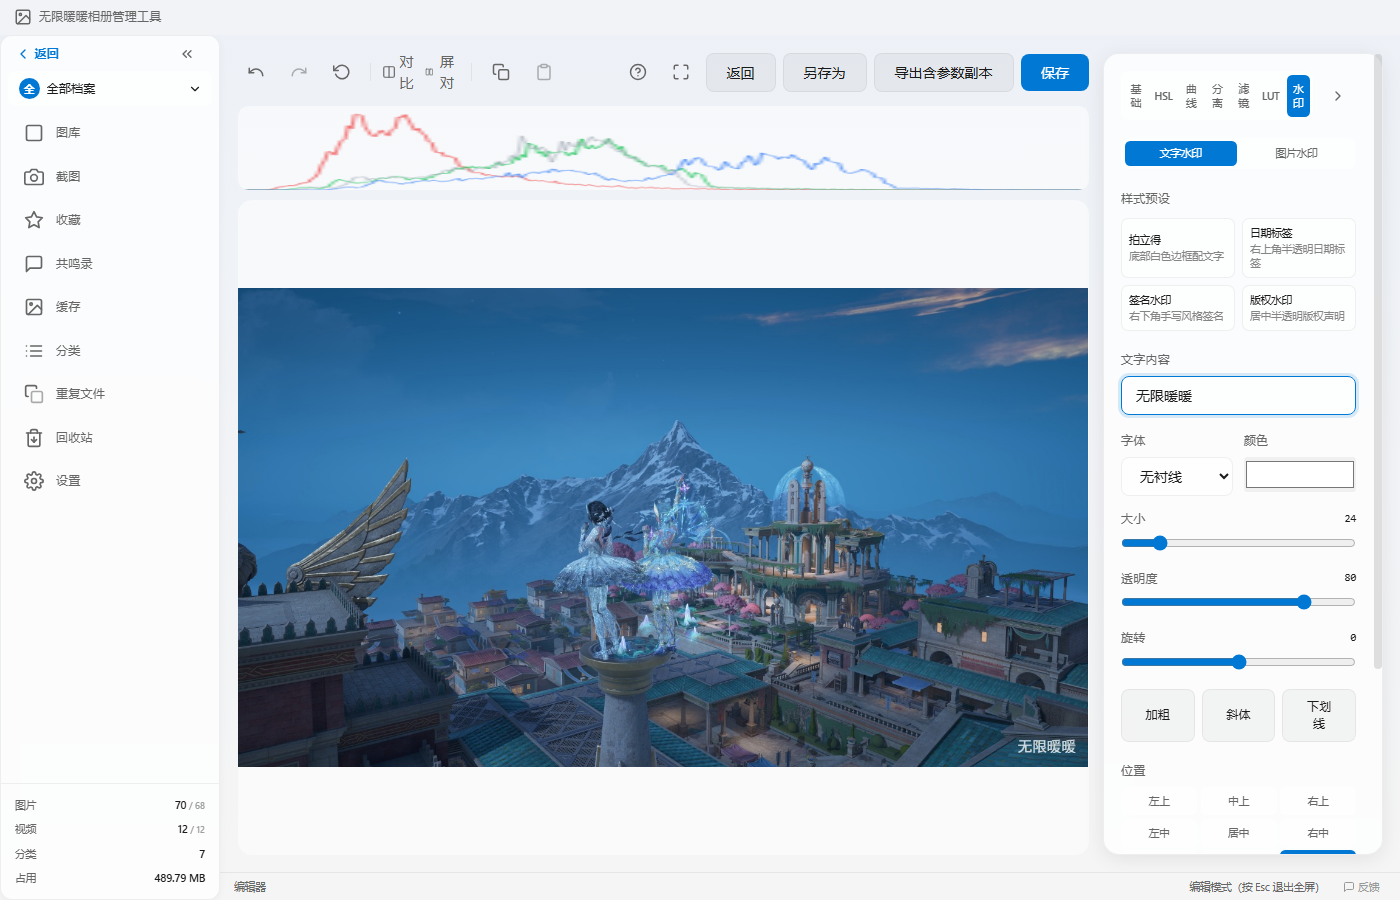 无限暖暖相册管理工具
返回
全 全部档案
图库
截图
收藏
共鸣录
缓存
分类
重复文件
回收站
设置
图片 70 / 68
视频 12 / 12
分类 7
占用 489.79 MB
对比
屏对
返回
另存为
导出含参数副本
保存
无限暖暖
基础
HSL
曲线
分离
滤镜
LUT
水印
文字水印 图片水印
样式预设
拍立得
底部白色边框配文字
日期标签
右上角半透明日期标签
签名水印
右下角手写风格签名
版权水印
居中半透明版权声明
文字内容
无限暖暖
字体 颜色
无衬线
大小 24
透明度 80
旋转 0
加粗
斜体
下划线
位置
左上 中上 右上
左中 居中 右中
编辑器
编辑模式（按 Esc 退出全屏）
反馈